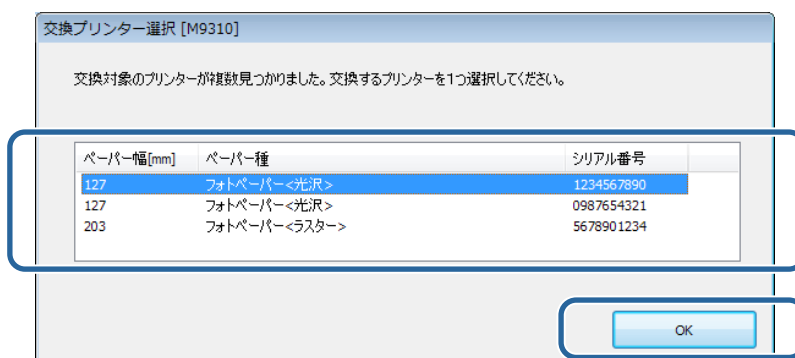 交換プリンター選択 [M9310]
交換対象のプリンターが複数見つかりました。交換するプリンターを1つ選択してください。
ペーパー幅[mm] ペーパー種 シリアル番号
127 フォトペーパー<光沢> 1234567890
127 フォトペーパー<光沢> 0987654321
203 フォトペーパー<ラスター> 5678901234
OK